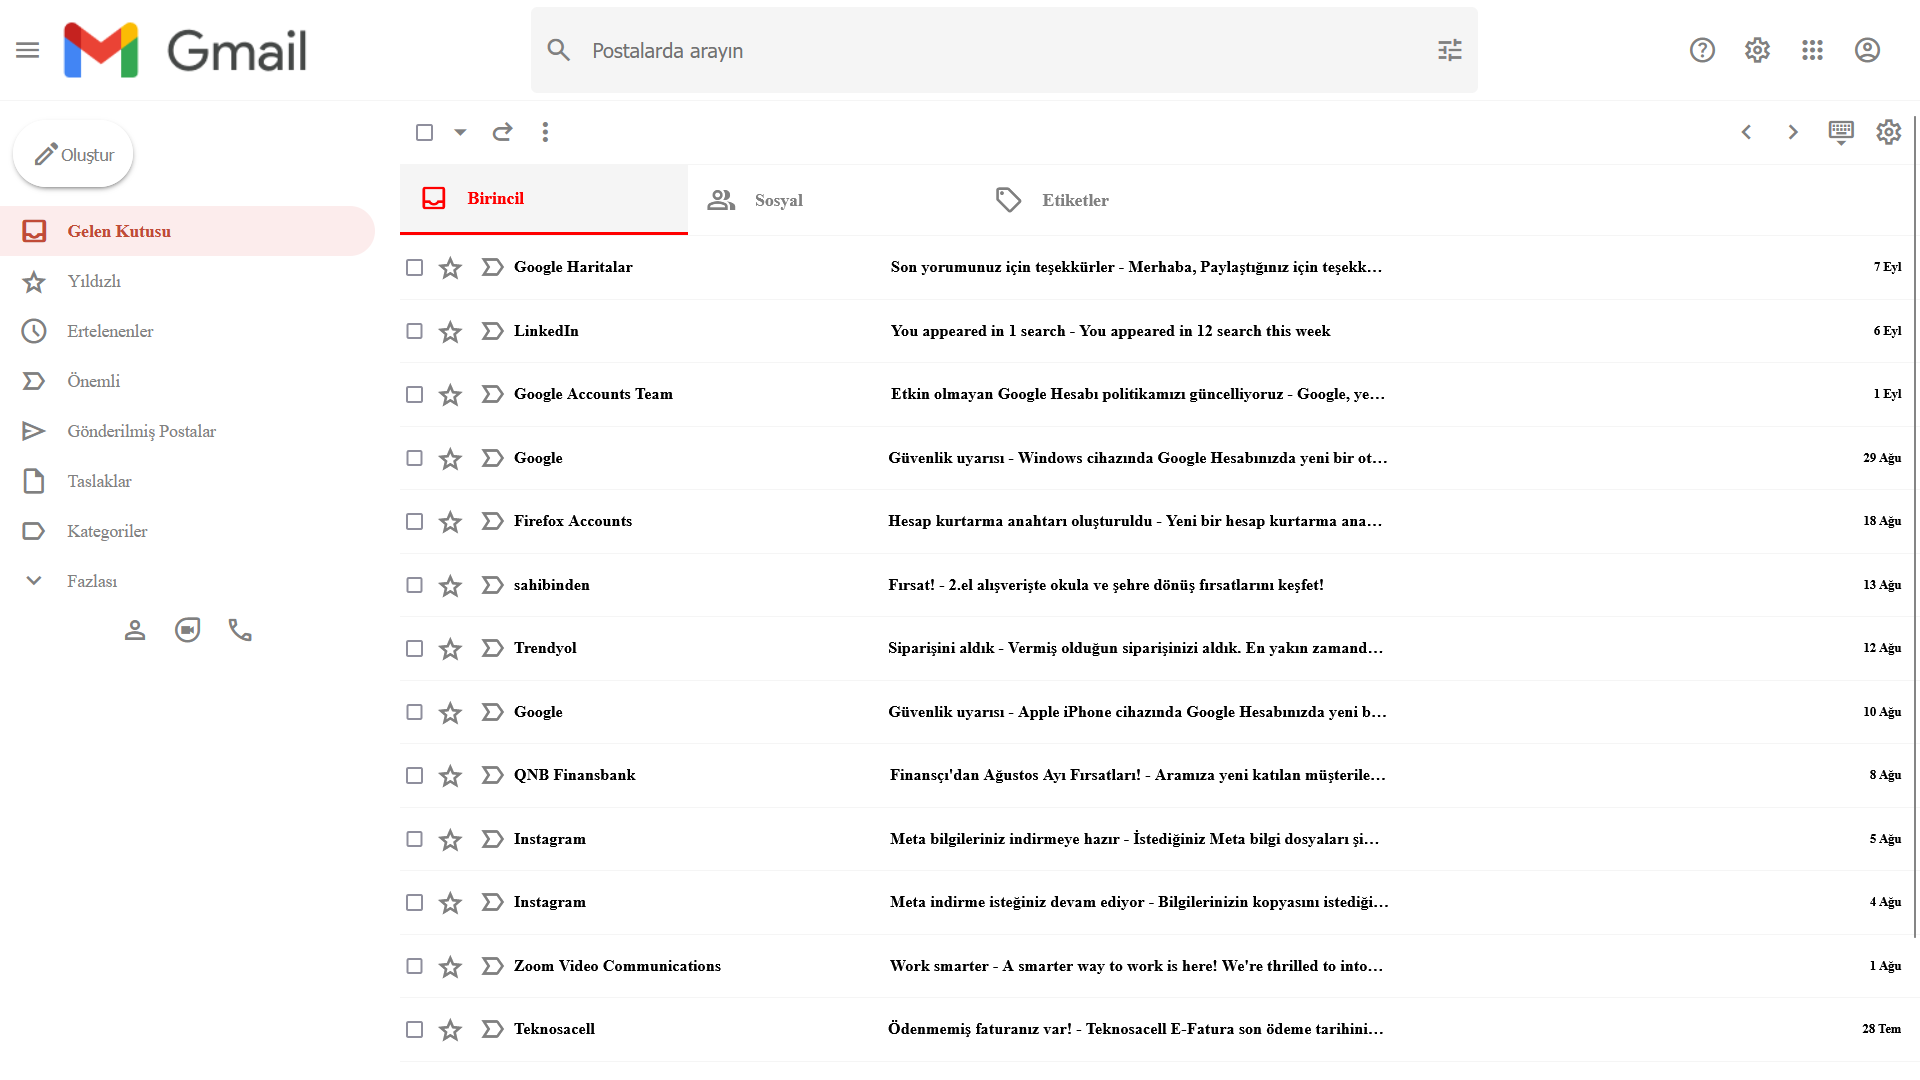 Gmail
Postalarda arayın
Oluştur
Gelen Kutusu
Yıldızlı
Ertelenenler
Önemli
Gönderilmiş Postalar
Taslaklar
Kategoriler
Fazlası
Birincil Sosyal Etiketler
Google Haritalar Son yorumunuz için teşekkürler - Merhaba, Paylaştığınız için teşekk... 7 Eyl
LinkedIn You appeared in 1 search - You appeared in 12 search this week 6 Eyl
Google Accounts Team Etkin olmayan Google Hesabı politikamızı güncelliyoruz - Google, ye... 1 Eyl
Google Güvenlik uyarısı - Windows cihazında Google Hesabınızda yeni bir ot... 29 Ağu
Firefox Accounts Hesap kurtarma anahtarı oluşturuldu - Yeni bir hesap kurtarma ana... 18 Ağu
sahibinden Fırsat! - 2.el alışverişte okula ve şehre dönüş fırsatlarını keşfet! 13 Ağu
Trendyol Siparişini aldık - Vermiş olduğun siparişinizi aldık. En yakın zamand... 12 Ağu
Google Güvenlik uyarısı - Apple iPhone cihazında Google Hesabınızda yeni b... 10 Ağu
QNB Finansbank Finansçı'dan Ağustos Ayı Fırsatları! - Aramıza yeni katılan müşterile... 8 Ağu
Instagram Meta bilgileriniz indirmeye hazır - İstediğiniz Meta bilgi dosyaları şi... 5 Ağu
Instagram Meta indirme isteğiniz devam ediyor - Bilgilerinizin kopyasını istediği... 4 Ağu
Zoom Video Communications Work smarter - A smarter way to work is here! We're thrilled to into... 1 Ağu
Teknosacell Ödenmemiş faturanız var! - Teknosacell E-Fatura son ödeme tarihini... 28 Tem